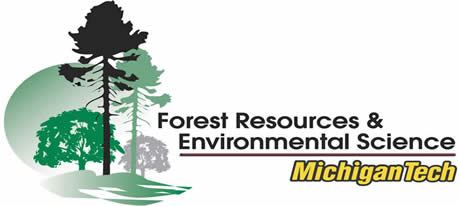 Forest Resources &
Environmental Science
MichiganTech